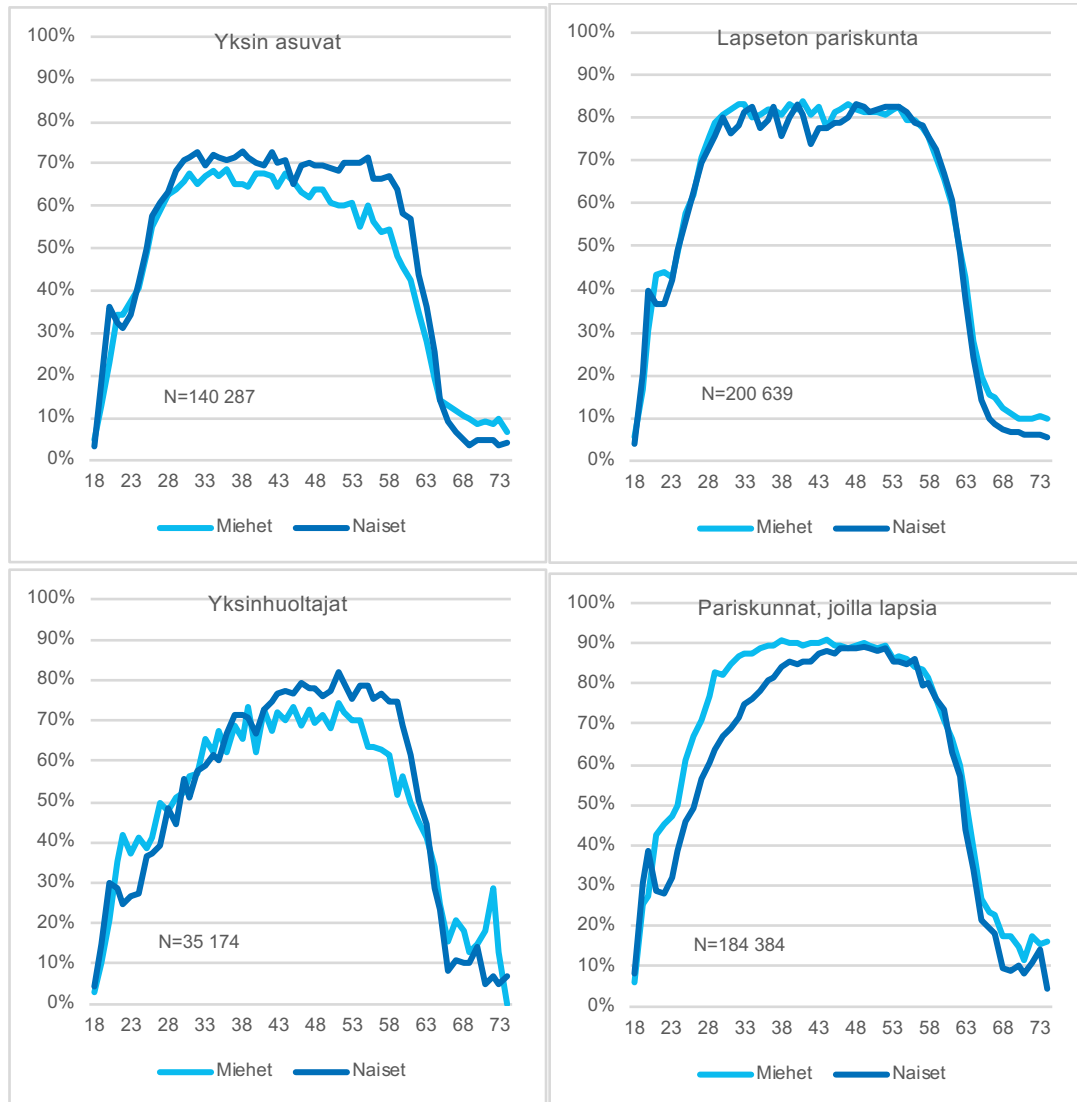 Yksin asuvat
100%
90%
80%
70%
60%
50%
40%
30%
20%
10%
0%
N=140 287
18 23 28 33 38 43 48 53 58 63 68 73
Miehet Naiset
Lapseton pariskunta
100%
90%
80%
70%
60%
50%
40%
30%
20%
10%
0%
N=200 639
18 23 28 33 38 43 48 53 58 63 68 73
Miehet Naiset
Yksinhuoltajat
100%
90%
80%
70%
60%
50%
40%
30%
20%
10%
0%
N=35 174
18 23 28 33 38 43 48 53 58 63 68 73
Miehet Naiset
Pariskunnat, joilla lapsia
100%
90%
80%
70%
60%
50%
40%
30%
20%
10%
0%
N=184 384
18 23 28 33 38 43 48 53 58 63 68 73
Miehet Naiset